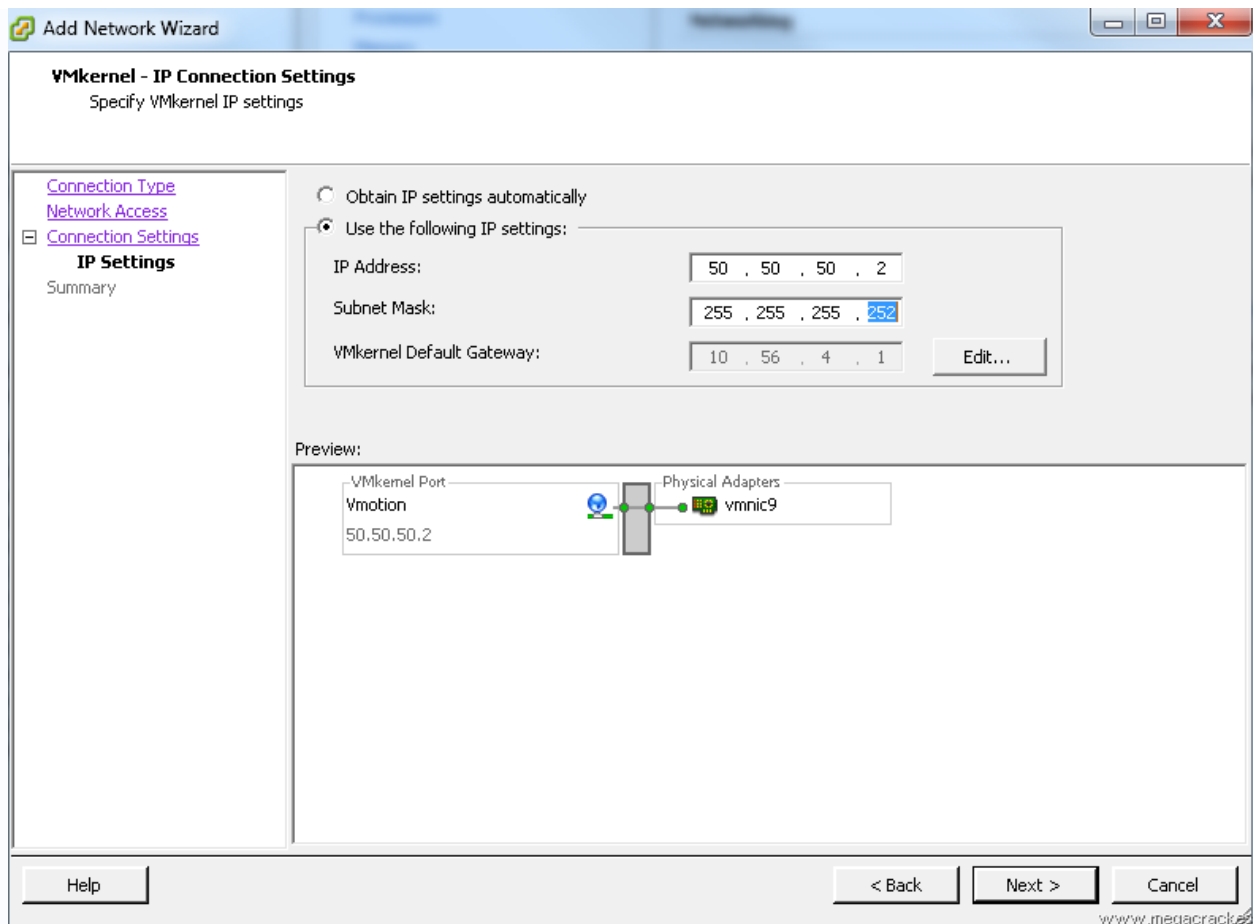 Add Network Wizard
VMkernel - IP Connection Settings
Specify VMkernel IP settings
Connection Type
Network Access
Connection Settings
IP Settings
Summary
Obtain IP settings automatically
Use the following IP settings:
IP Address: 50 . 50 . 50 . 2
Subnet Mask: 255 . 255 . 255 . 252
VMkernel Default Gateway: 10 . 56 . 4 . 1 Edit...
Preview:
VMkernel Port
Vmotion
50.50.50.2
Physical Adapters
vmnic9
Help
< Back
Next >
Cancel